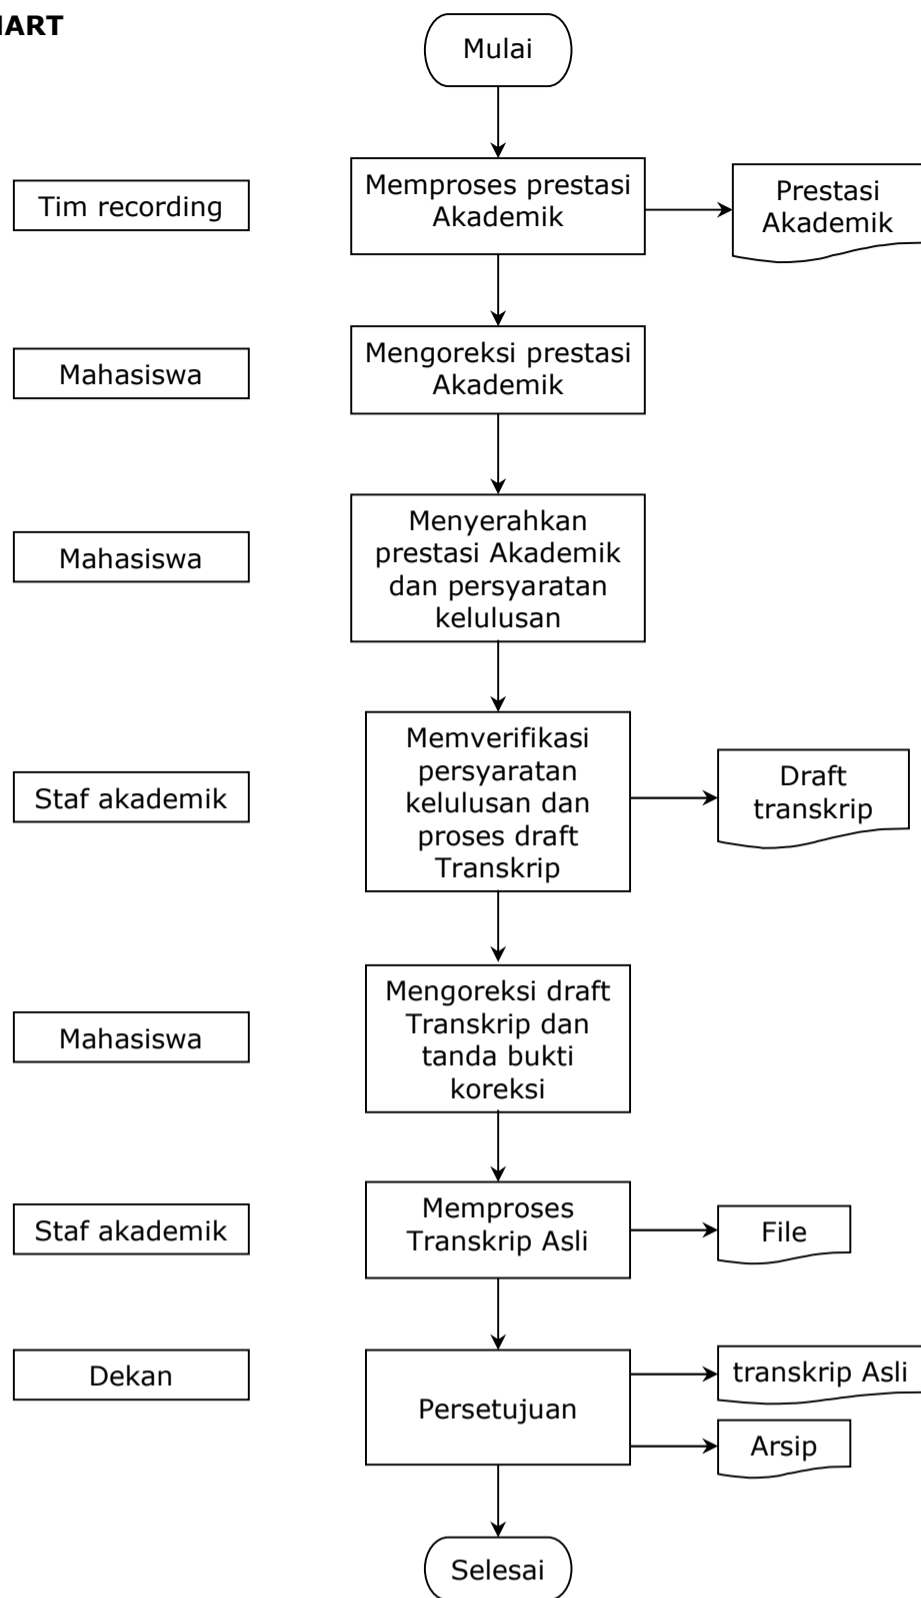 HART
Mulai
Tim recording
Memproses prestasi
Akademik
Prestasi
Akademik
Mahasiswa
Mengoreksi prestasi
Akademik
Mahasiswa
Menyerahkan
prestasi Akademik
dan persyaratan
kelulusan
Staf akademik
Memverifikasi
persyaratan
kelulusan dan
proses draft
Transkrip
Draft
transkrip
Mahasiswa
Mengoreksi draft
Transkrip dan
tanda bukti
koreksi
Staf akademik
Memproses
Transkrip Asli
File
Dekan
Persetujuan
transkrip Asli
Arsip
Selesai